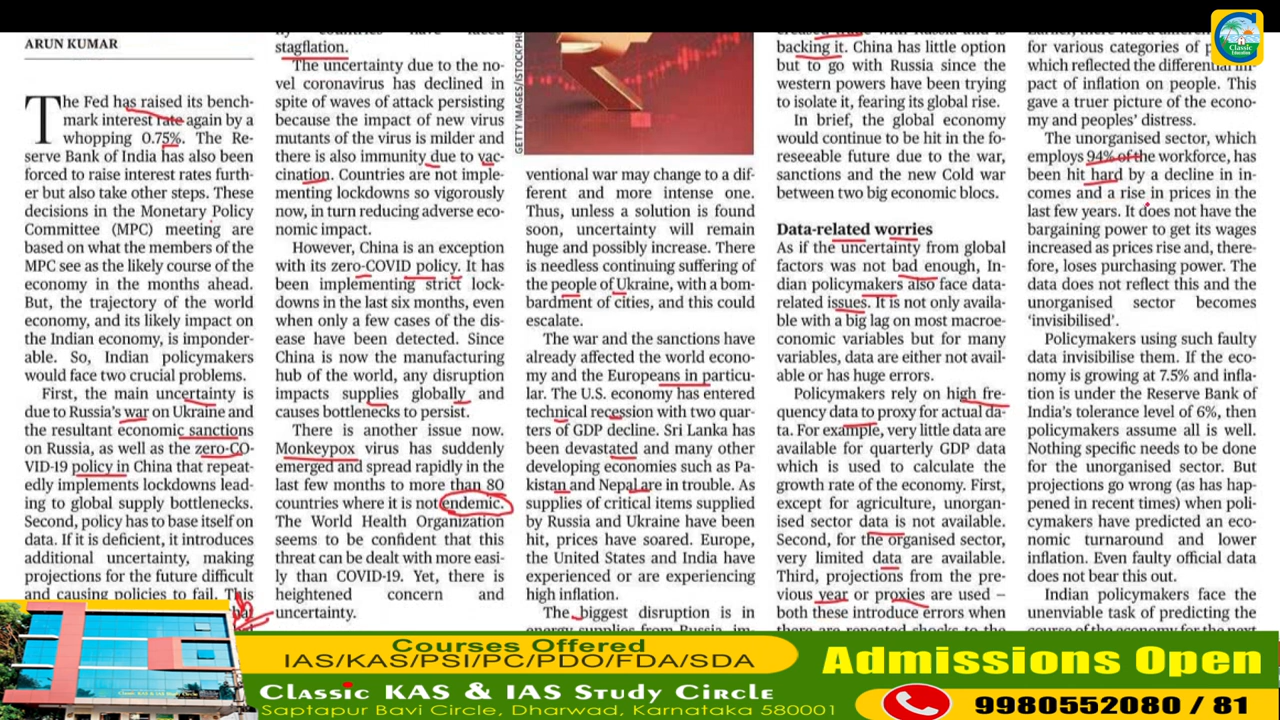 ARUN KUMAR
The Fed has raised its bench-
mark interest rate again by a
whopping 0.75%. The Re-
serve Bank of India has also been
forced to raise interest rates furth-
er but also take other steps. These
decisions in the Monetary Policy
Committee (MPC) meeting are
based on what the members of the
MPC see as the likely course of the
economy in the months ahead.
But, the trajectory of the world
economy, and its likely impact on
the Indian economy, is imponder-
able. So, Indian policymakers
would face two crucial problems.
First, the main uncertainty is
due to Russia's war on Ukraine and
the resultant economic sanctions
on Russia, as well as the zero-CO-
VID-19 policy in China that repeat-
edly implements lockdowns lead-
ing to global supply bottlenecks.
Second, policy has to base itself on
data. If it is deficient, it introduces
additional uncertainty, making
projections for the future difficult
and causing policies to fail. This
stagflation.
The uncertainty due to the no-
vel coronavirus has declined in
spite of waves of attack persisting
because the impact of new virus
mutants of the virus is milder and
there is also immunity due to vac-
cination. Countries are not imple-
menting lockdowns so vigorously
now, in turn reducing adverse eco-
nomic impact.
However, China is an exception
with its zero-COVID policy. It has
been implementing strict lock-
downs in the last six months, even
when only a few cases of the dis-
ease have been detected. Since
China is now the manufacturing
hub of the world, any disruption
impacts supplies globally and
causes bottlenecks to persist.
There is another issue now.
Monkeypox virus has suddenly
emerged and spread rapidly in the
last few months to more than 80
countries where it is not endemic.
The World Health Organization
seems to be confident that this
threat can be dealt with more easi-
ly than COVID-19. Yet, there is
heightened concern and
uncertainty.
GETTY IMAGES/ISTOCKPHO
ventional war may change to a dif-
ferent and more intense one.
Thus, unless a solution is found
soon, uncertainty will remain
huge and possibly increase. There
is needless continuing suffering of
the people of Ukraine, with a bom-
bardment of cities, and this could
escalate.
The war and the sanctions have
already affected the world econo-
my and the Europeans in particu-
lar. The U.S. economy has entered
technical recession with two quar-
ters of GDP decline. Sri Lanka has
been devastated and many other
developing economies such as Pa-
kistan and Nepal are in trouble. As
supplies of critical items supplied
by Russia and Ukraine have been
hit, prices have soared. Europe,
the United States and India have
experienced or are experiencing
high inflation.
The biggest disruption is in
energy supplies from Russia, im-
backing it. China has little option
but to go with Russia since the
western powers have been trying
to isolate it, fearing its global rise.
In brief, the global economy
would continue to be hit in the fo-
reseeable future due to the war,
sanctions and the new Cold war
between two big economic blocs.
Data-related worries
As if the uncertainty from global
factors was not bad enough, In-
dian policymakers also face data-
related issues. It is not only availa-
ble with a big lag on most macroe-
conomic variables but for many
variables, data are either not avail-
able or has huge errors.
Policymakers rely on high fre-
quency data to proxy for actual da-
ta. For example, very little data are
available for quarterly GDP data
which is used to calculate the
growth rate of the economy. First,
except for agriculture, unorgan-
ised sector data is not available.
Second, for the organised sector,
very limited data are available.
Third, projections from the pre-
vious year or proxies are used –
both these introduce errors when
there are repeated shocks to the
for various categories of p
which reflected the differential im-
pact of inflation on people. This
gave a truer picture of the econo-
my and peoples' distress.
The unorganised sector, which
employs 94% of the workforce, has
been hit hard by a decline in in-
comes and a rise in prices in the
last few years. It does not have the
bargaining power to get its wages
increased as prices rise and, there-
fore, loses purchasing power. The
data does not reflect this and the
unorganised sector becomes
'invisibilised'.
Policymakers using such faulty
data invisibilise them. If the eco-
nomy is growing at 7.5% and infla-
tion is under the Reserve Bank of
India's tolerance level of 6%, then
policymakers assume all is well.
Nothing specific needs to be done
for the unorganised sector. But
projections go wrong (as has hap-
pened in recent times) when poli-
cymakers have predicted an eco-
nomic turnaround and lower
inflation. Even faulty official data
does not bear this out.
Indian policymakers face the
unenviable task of predicting the
course of the economy for the next
Classic
Education
Courses Offered
IAS/KAS/PSI/PC/PDO/FDA/SDA
Classic KAS & IAS Study Circle
Saptapur Bavi Circle, Dharwad, Karnataka 580001
Admissions Open
9980552080 / 81